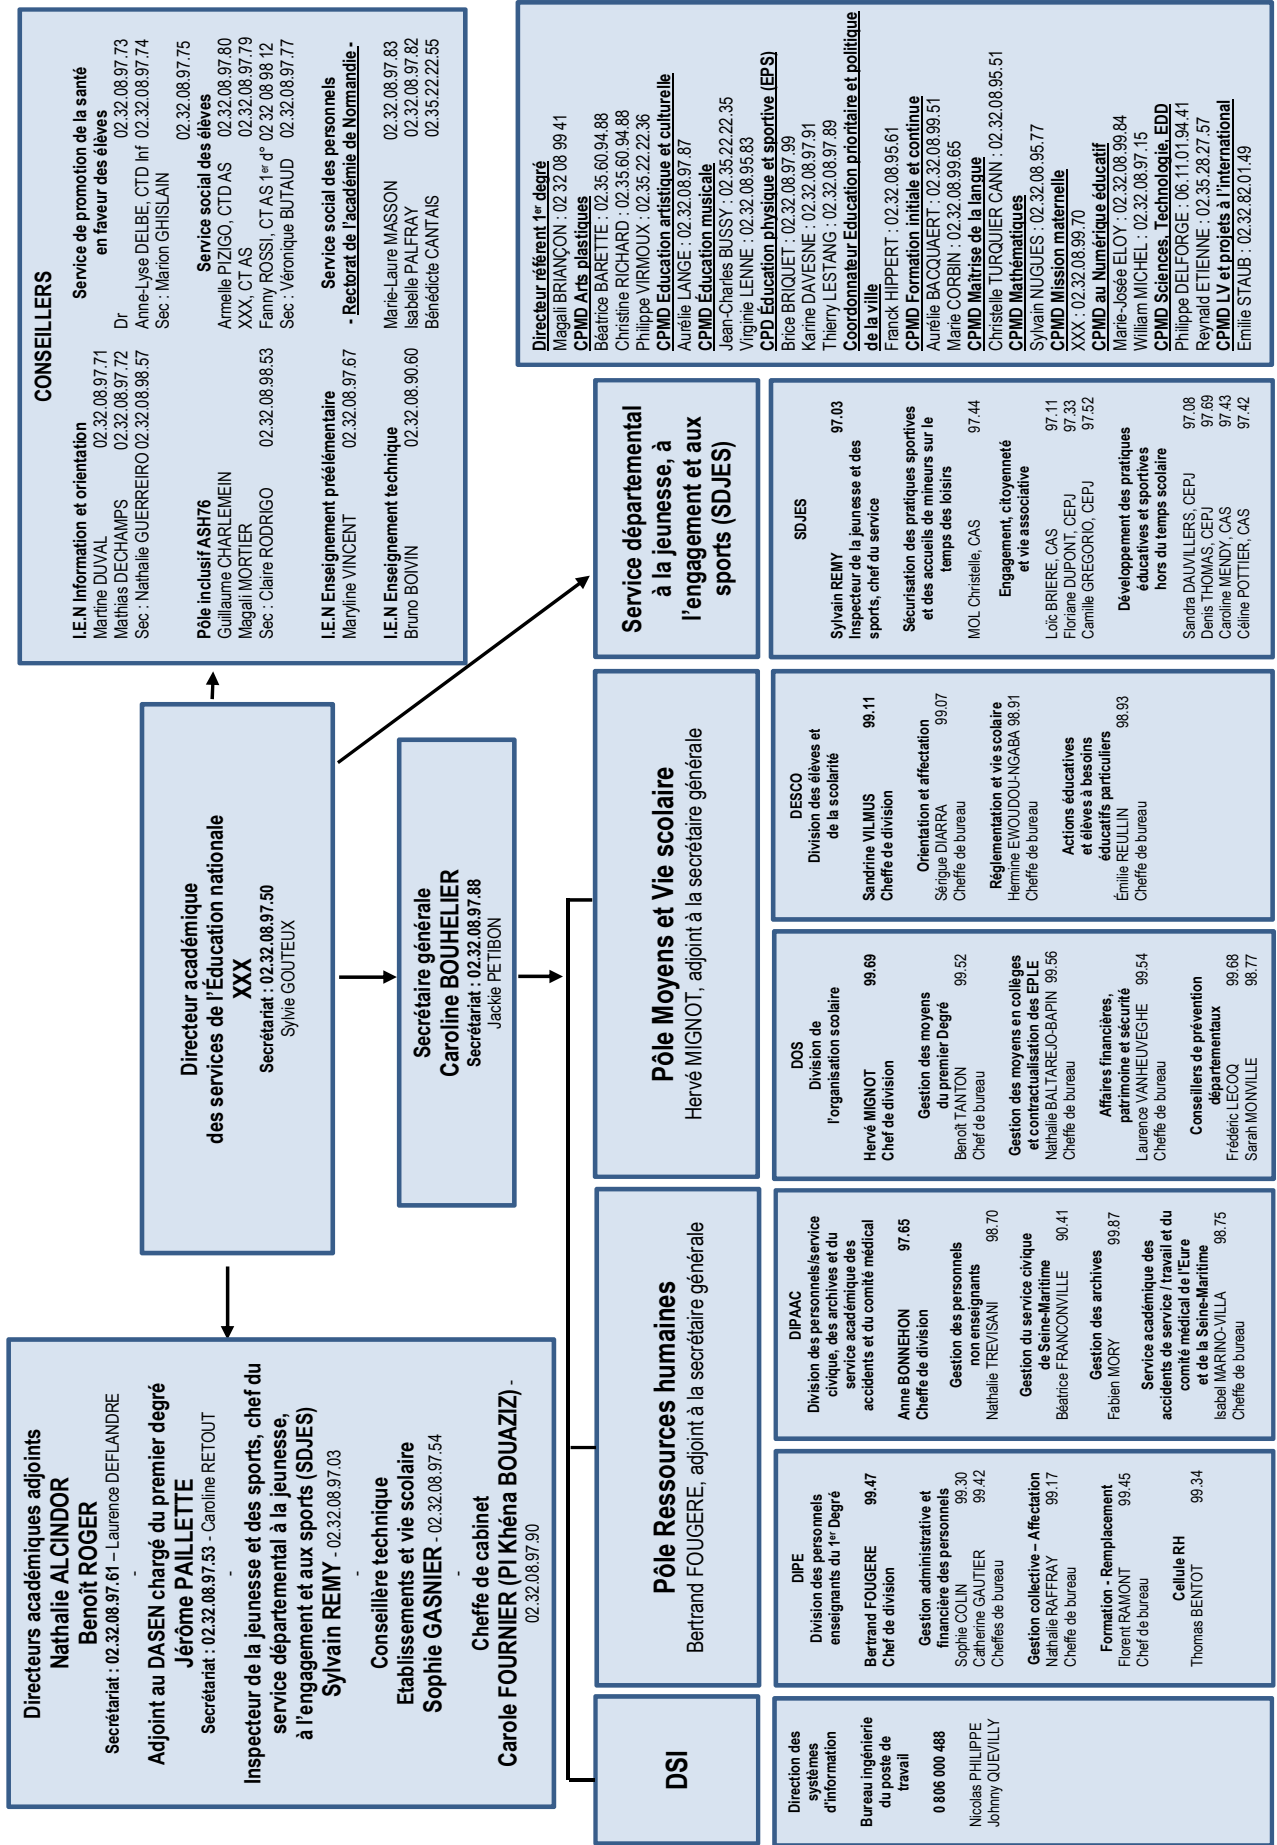 Directeurs académiques adjoints
Nathalie ALCINDOR
Benoît ROGER
Secrétariat : 02.32.08.97.61 – Laurence DEFLANDRE
-
Adjoint au DASEN chargé du premier degré
Jérôme PAILLETTE
Secrétariat : 02.32.08.97.53 - Caroline RETOUT
-
Inspecteur de la jeunesse et des sports, chef du
service départemental à la jeunesse,
à l'engagement et aux sports (SDJES)
Sylvain REMY - 02.32.08.97.03
-
Conseillère technique
Etablissements et vie scolaire
Sophie GASNIER - 02.32.08.97.54
-
Cheffe de cabinet
Carole FOURNIER (PI Khéna BOUAZIZ) -
02.32.08.97.90
Directeur académique
des services de l'Éducation nationale
XXX
Secrétariat : 02.32.08.97.50
Sylvie GOUTEUX
CONSEILLERS
I.E.N Information et orientation
Martine DUVAL 02.32.08.97.71
Mathias DECHAMPS 02.32.08.97.72
Sec : Nathalie GUERREIRO 02.32.08.98.57
Pôle inclusif ASH76
Guillaume CHARLEMEIN
Magali MORTIER
Sec : Claire RODRIGO 02.32.08.98.53
I.E.N Enseignement préélémentaire
Maryline VINCENT 02.32.08.97.67
I.E.N Enseignement technique
Bruno BOIVIN 02.32.08.90.60
Service de promotion de la santé
en faveur des élèves
Dr 02.32.08.97.73
Anne-Lyse DELBE, CTD Inf 02.32.08.97.74
Sec : Marion GHISLAIN
02.32.08.97.75
Service social des élèves
Armelle PIZIGO, CTD AS 02.32.08.97.80
XXX, CT AS 02.32.08.97.79
Fanny ROSSI, CT AS 1er d° 02 32 08 98 12
Sec : Véronique BUTAUD 02.32.08.97.77
Service social des personnels
- Rectorat de l'académie de Normandie -
Marie-Laure MASSON 02.32.08.97.83
Isabelle PALFRAY 02.32.08.97.82
Bénédicte CANTAIS 02.35.22.22.55
Secrétaire générale
Caroline BOUHELIER
Secrétariat : 02.32.08.97.88
Jackie PETIBON
DSI
Pôle Ressources humaines
Bertrand FOUGERE, adjoint à la secrétaire générale
Pôle Moyens et Vie scolaire
Hervé MIGNOT, adjoint à la secrétaire générale
Service départemental
à la jeunesse, à
l'engagement et aux
sports (SDJES)
Direction des
systèmes
d'information
Bureau ingénierie
du poste de
travail
0 806 000 488
Nicolas PHILIPPE
Johnny QUEVILLY
DIPE
Division des personnels
enseignants du 1er Degré
Bertrand FOUGERE 99.47
Chef de division
Gestion administrative et
financière des personnels
Sophie COLIN 99.30
Catherine GAUTIER 99.42
Cheffes de bureau
Gestion collective – Affectation
Nathalie RAFFRAY 99.17
Cheffe de bureau
Formation - Remplacement
Florent RAMONT 99.45
Chef de bureau
Cellule RH
Thomas BENTOT 99.34
DIPAAC
Division des personnels/service
civique, des archives et du
service académique des
accidents et du comité médical
Anne BONNEHON 97.65
Cheffe de division
Gestion des personnels
non enseignants
Nathalie TREVISANI 98.70
Gestion du service civique
de Seine-Maritime
Béatrice FRANCONVILLE 90.41
Gestion des archives
Fabien MORY 99.87
Service académique des
accidents de service / travail et du
comité médical de l'Eure
et de la Seine-Maritime
Isabel MARINO-VILLA 98.75
Cheffe de bureau
DOS
Division de
l'organisation scolaire
Hervé MIGNOT 99.69
Chef de division
Gestion des moyens
du premier Degré
Benoît TANTON 99.52
Chef de bureau
Gestion des moyens en collèges
et contractualisation des EPLE
Nathalie BALTAREJO-BAPIN 99.56
Cheffe de bureau
Affaires financières,
patrimoine et sécurité
Laurence VANHEUVEGHE 99.54
Cheffe de bureau
Conseillers de prévention
départementaux
Frédéric LECOQ 99.68
Sarah MONVILLE 98.77
DESCO
Division des élèves et
de la scolarité
Sandrine VILMUS 99.11
Cheffe de division
Orientation et affectation
Sérigue DIARRA 99.07
Cheffe de bureau
Réglementation et vie scolaire
Hermine EWOUDOU-NGABA 98.91
Cheffe de bureau
Actions éducatives
et élèves à besoins
éducatifs particuliers
Émilie REULLIN 98.93
Cheffe de bureau
SDJES
Sylvain REMY 97.03
Inspecteur de la jeunesse et des
sports, chef du service
Sécurisation des pratiques sportives
et des accueils de mineurs sur le
temps des loisirs
MOL Christelle, CAS 97.44
Engagement, citoyenneté
et vie associative
Loïc BRIERE, CAS 97.11
Floriane DUPONT, CEPJ 97.33
Camille GREGORIO, CEPJ 97.52
Développement des pratiques
éducatives et sportives
hors du temps scolaire
Sandra DAUVILLERS, CEPJ 97.08
Denis THOMAS, CEPJ 97.69
Caroline MENDY, CAS 97.43
Céline POTTIER, CAS 97.42
Directeur référent 1er degré
Magali BRIANÇON : 02 32 08 99 41
CPMD Arts plastiques
Béatrice BARETTE : 02.35.60.94.88
Christine RICHARD : 02.35.60.94.88
Philippe VIRMOUX : 02.35.22.22.36
CPMD Éducation artistique et culturelle
Aurélie LANGE : 02.32.08.97.87
CPMD Éducation musicale
Jean-Charles BUSSY : 02.35.22.22.35
Virginie LENNE : 02.32.08.95.83
CPD Éducation physique et sportive (EPS)
Brice BRIQUET : 02.32.08.97.99
Karine DAVESNE : 02.32.08.97.91
Thierry LESTANG : 02.32.08.97.89
Coordonnateur Education prioritaire et politique
de la ville
Franck HIPPERT : 02.32.08.95.61
CPMD Formation initiale et continue
Aurélie BACQUAERT : 02.32.08.99.51
Marie CORBIN : 02.32.08.99.65
CPMD Maîtrise de la langue
Christelle TURQUIER CANN : 02.32.08.95.51
CPMD Mathématiques
Sylvain NUGUES : 02.32.08.95.77
CPMD Mission maternelle
XXX : 02.32.08.99.70
CPMD au Numérique éducatif
Marie-Josée ELOY : 02.32.08.99.84
William MICHEL : 02.32.08.97.15
CPMD Sciences, Technologie, EDD
Philippe DELFORGE : 06.11.01.94.41
Reynald ETIENNE : 02.35.28.27.57
CPMD LV et projets à l'international
Emilie STAUB : 02.32.82.01.49